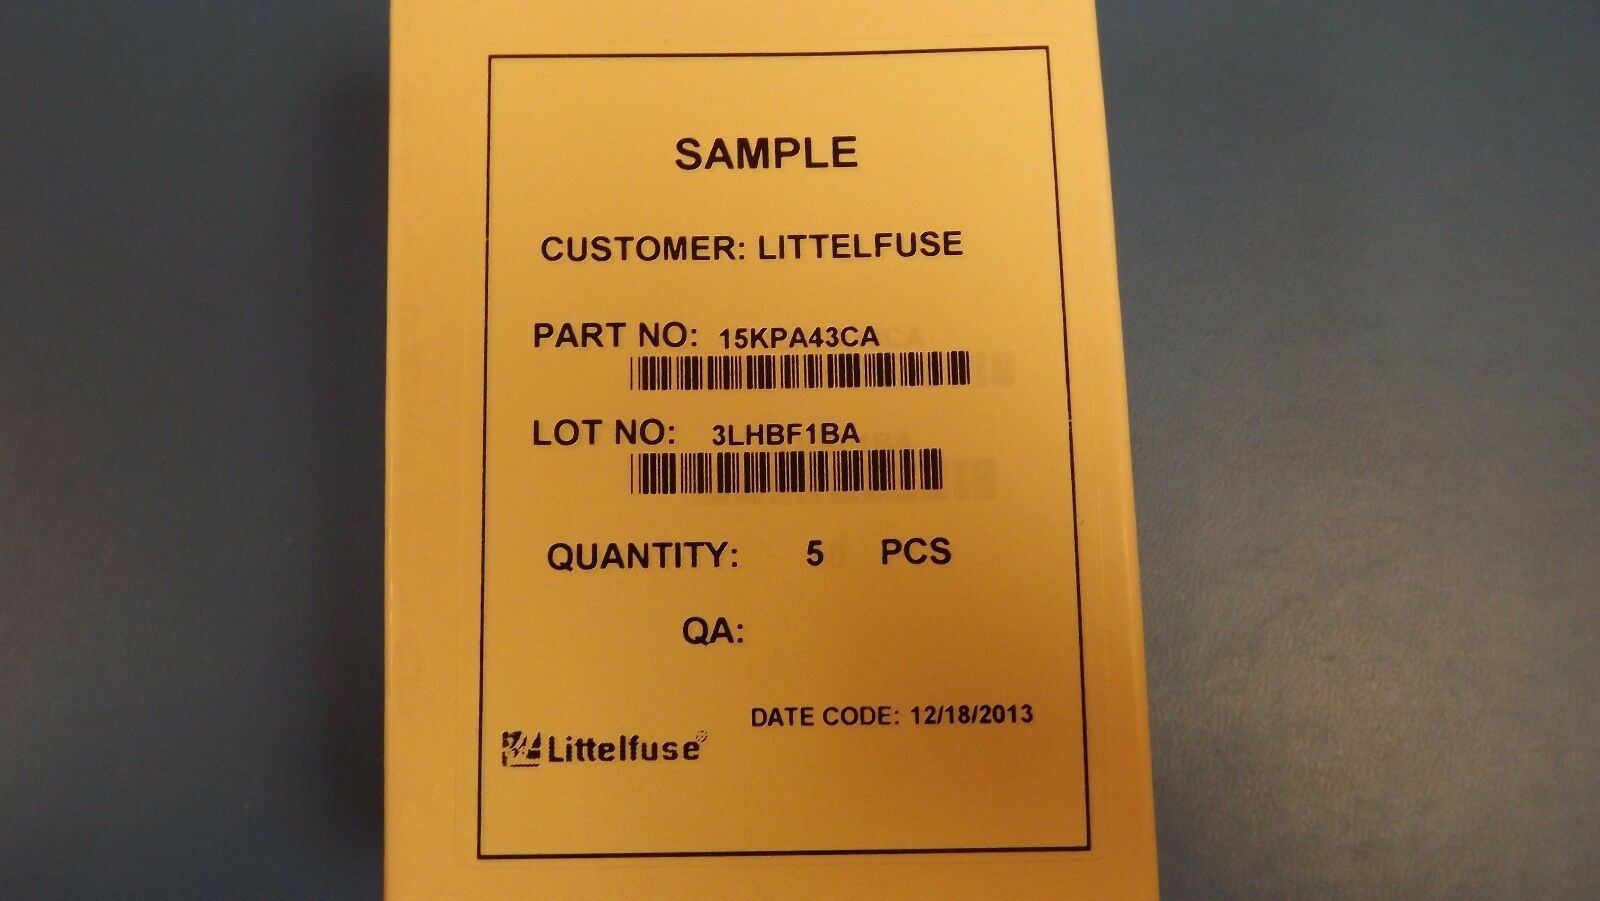 SAMPLE
CUSTOMER: LITTELFUSE
PART NO: 15KPA43CA
LOT NO: 3LHBF1BA
QUANTITY: 5 PCS
QA:
DATE CODE: 12/18/2013
Littelfuse®